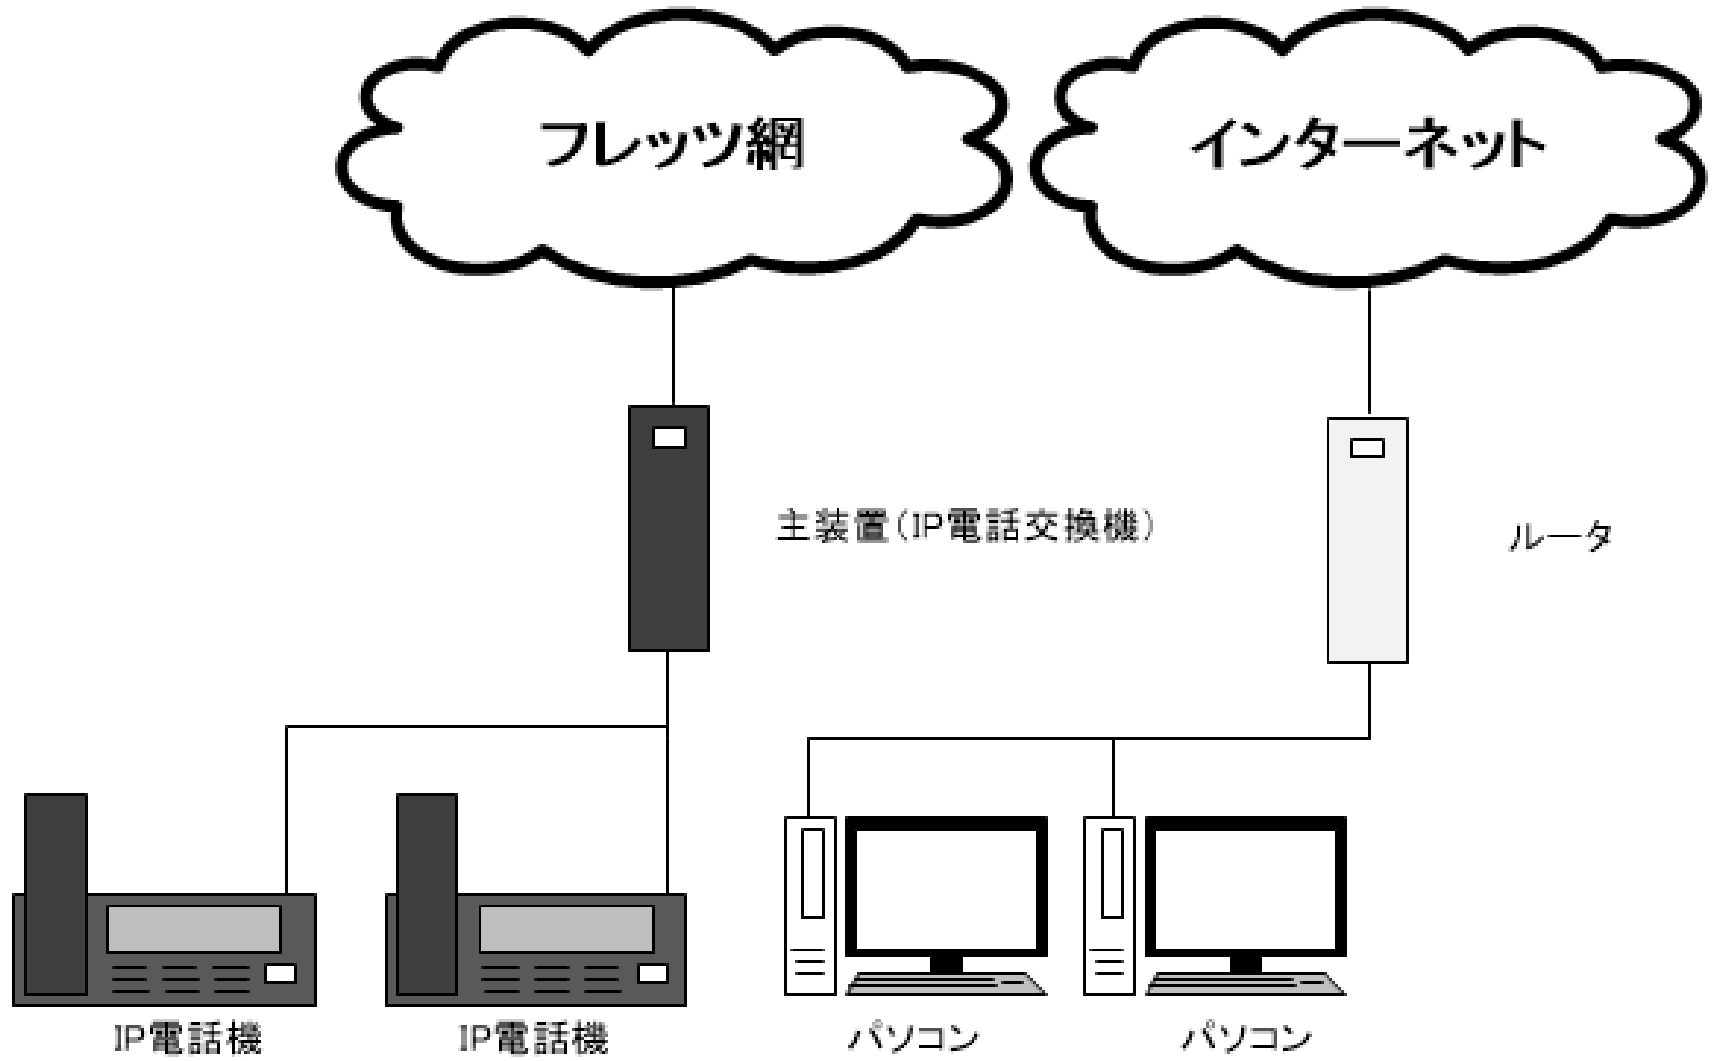 フレッツ網
インターネット
主装置(IP電話交換機)
ルータ
IP電話機
IP電話機
パソコン
パソコン